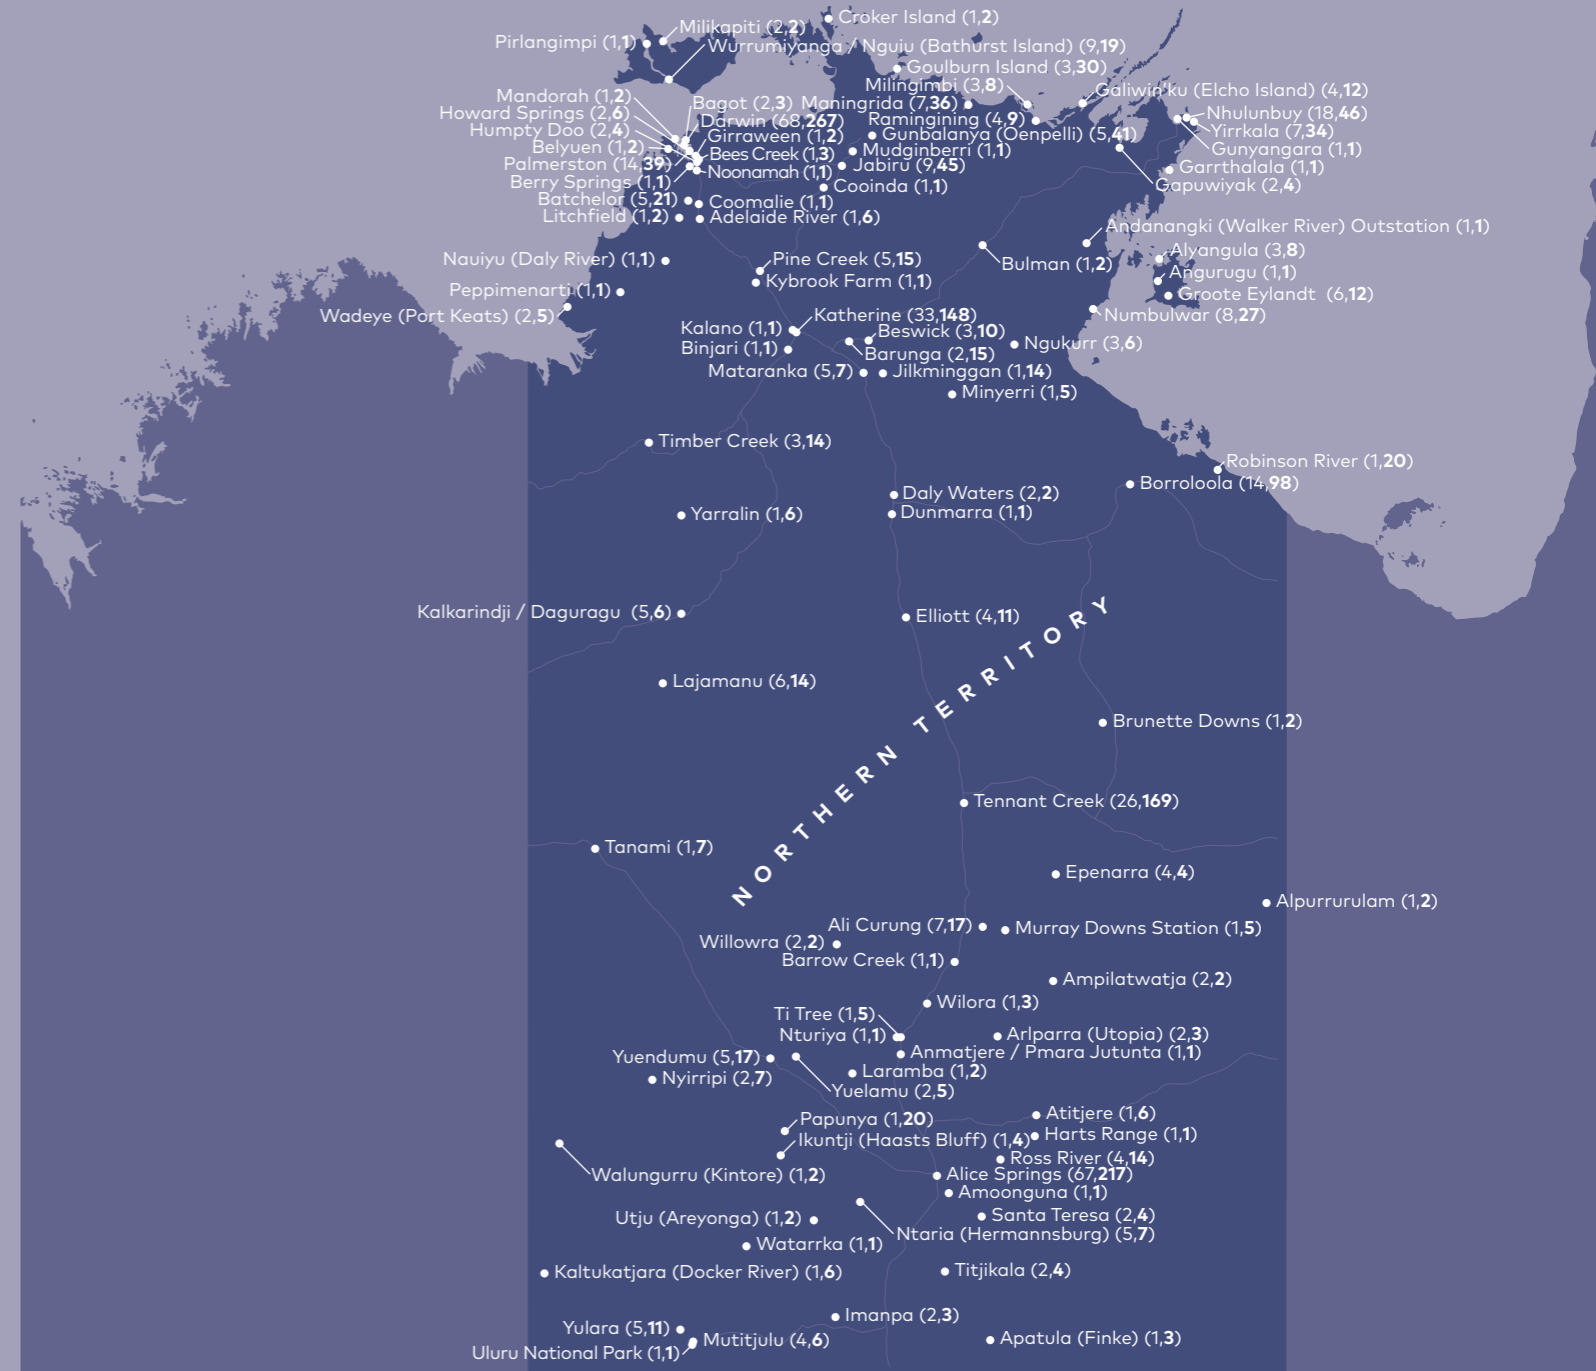 Croker Island (1,2)
Milikapiti (2,2)
Pirlangimpi (1,1)
Wurrumiyanga / Nguiu (Bathurst Island) (9,19)
Goulburn Island (3,30)
Milingimbi (3,8)
Galiwin'ku (Elcho Island) (4,12)
Mandorah (1,2)
Bagot (2,3)
Maningrida (7,36)
Howard Springs (2,6)
Nhulunbuy (18,46)
Darwin (68,267)
Ramingining (4,9)
Humpty Doo (2,4)
Yirrkala (7,34)
Girraween (1,2)
Gunbalanya (Oenpelli) (5,41)
Belyuen (1,2)
Gunyangara (1,1)
Bees Creek (1,3)
Mudginberri (1,1)
Palmerston (14,39)
Jabiru (9,45)
Garrthalala (1,1)
Noonamah (1,1)
Berry Springs (1,1)
Cooinda (1,1)
Gapuwiyak (2,4)
Batchelor (5,21)
Coomalie (1,1)
Litchfield (1,2)
Adelaide River (1,6)
Andanangki (Walker River) Outstation (1,1)
Alyangula (3,8)
Nauiyu (Daly River) (1,1)
Pine Creek (5,15)
Bulman (1,2)
Angurugu (1,1)
Kybrook Farm (1,1)
Peppimenarti (1,1)
Groote Eylandt (6,12)
Wadeye (Port Keats) (2,5)
Katherine (33,148)
Numbulwar (8,27)
Kalano (1,1)
Beswick (3,10)
Binjari (1,1)
Barunga (2,15)
Ngukurr (3,6)
Mataranka (5,7)
Jilkminggan (1,14)
Minyerri (1,5)
Timber Creek (3,14)
Robinson River (1,20)
Borroloola (14,98)
Daly Waters (2,2)
Yarralin (1,6)
Dunmarra (1,1)
Kalkarindji / Daguragu (5,6)
Elliott (4,11)
NORTHERN TERRITORY
Lajamanu (6,14)
Brunette Downs (1,2)
Tennant Creek (26,169)
Tanami (1,7)
Epenarra (4,4)
Alpurrurulam (1,2)
Ali Curung (7,17)
Murray Downs Station (1,5)
Willowra (2,2)
Barrow Creek (1,1)
Ampilatwatja (2,2)
Wilora (1,3)
Ti Tree (1,5)
Nturiya (1,1)
Arlparra (Utopia) (2,3)
Anmatjere / Pmara Jutunta (1,1)
Yuendumu (5,17)
Laramba (1,2)
Nyirripi (2,7)
Yuelamu (2,5)
Papunya (1,20)
Atitjere (1,6)
Ikuntji (Haasts Bluff) (1,4)
Harts Range (1,1)
Ross River (4,14)
Walungurru (Kintore) (1,2)
Alice Springs (67,217)
Amoonguna (1,1)
Utju (Areyonga) (1,2)
Santa Teresa (2,4)
Ntaria (Hermannsburg) (5,7)
Watarrka (1,1)
Kaltukatjara (Docker River) (1,6)
Titjikala (2,4)
Imanpa (2,3)
Yulara (5,11)
Mutitjulu (4,6)
Apatula (Finke) (1,3)
Uluru National Park (1,1)